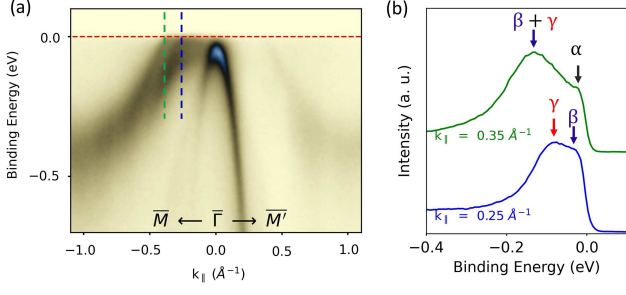 (a)
Binding Energy (eV)
0.0
−0.5
M̅ ← Γ̅ → M̅'
−1.0 −0.5 0.0 0.5 1.0
k∥ (Å⁻¹)
(b)
Intensity (a. u.)
β + γ
α
k∥ = 0.35 Å⁻¹
γ
β
k∥ = 0.25 Å⁻¹
−0.4 −0.2 0.0
Binding Energy (eV)